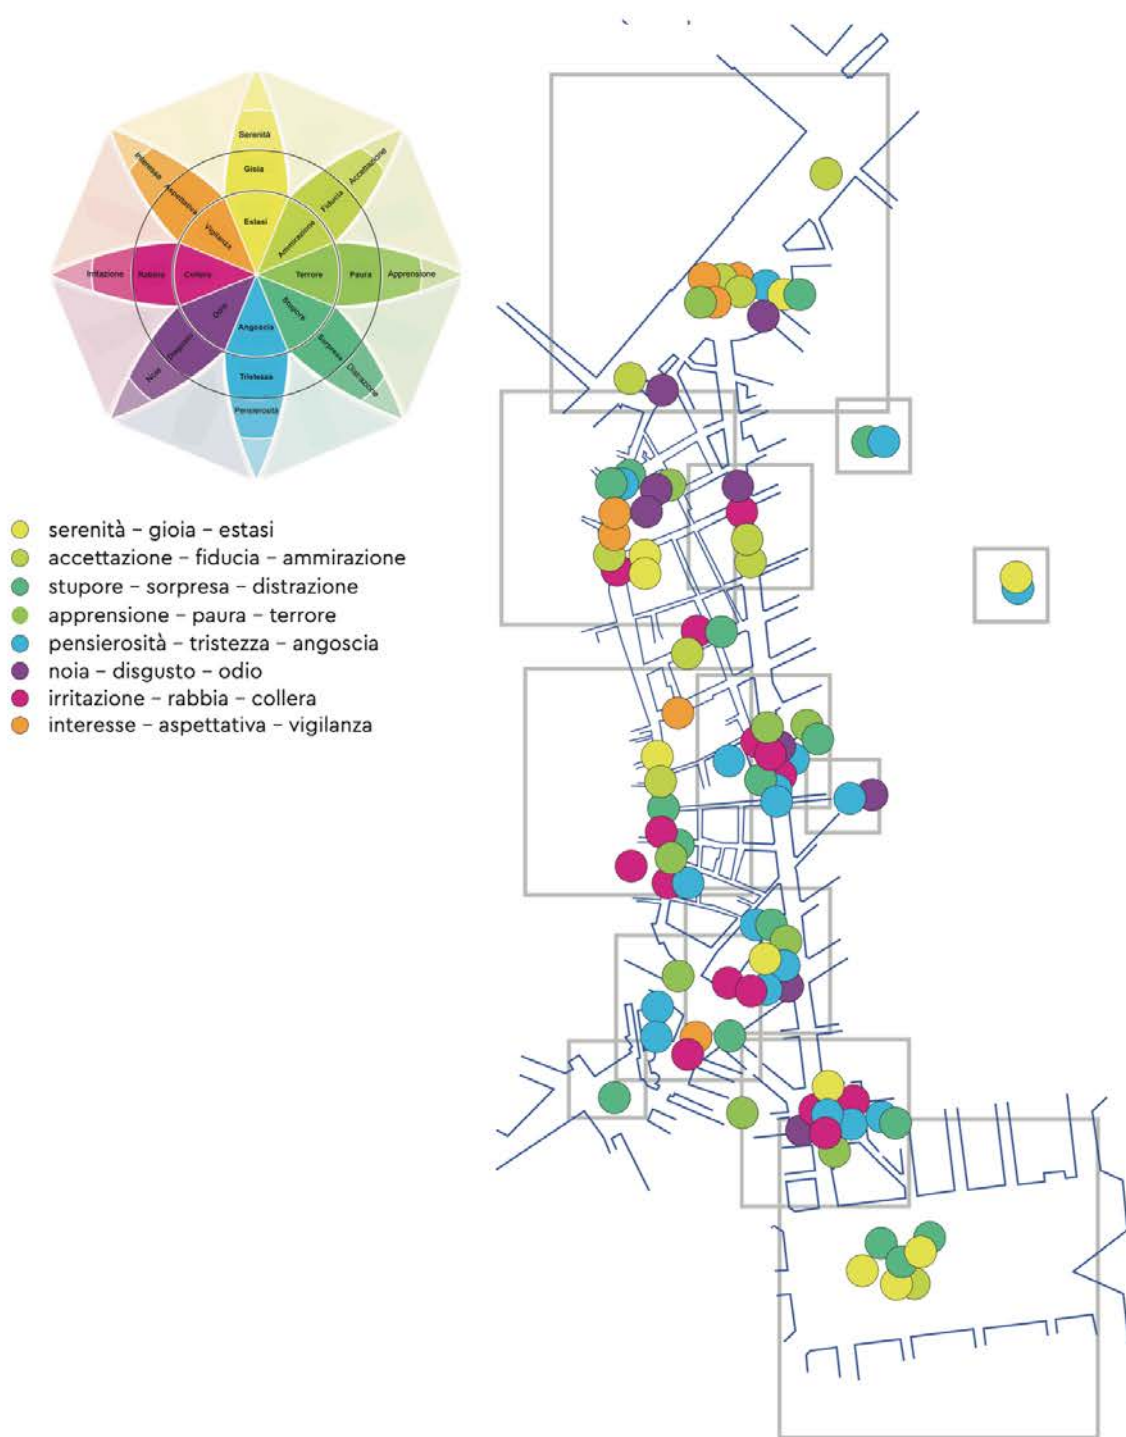 Serenità
Gioia
Estasi
Accettazione
Fiducia
Ammirazione
Interesse
Aspettativa
Vigilanza
Irritazione
Rabbia
Collera
Terrore
Paura
Apprensione
Noia
Disgusto
Odio
Angoscia
Tristezza
Pensierosità
Stupore
Sorpresa
Distrazione
serenità – gioia – estasi
accettazione – fiducia – ammirazione
stupore – sorpresa – distrazione
apprensione – paura – terrore
pensierosità – tristezza – angoscia
noia – disgusto – odio
irritazione – rabbia – collera
interesse – aspettativa – vigilanza